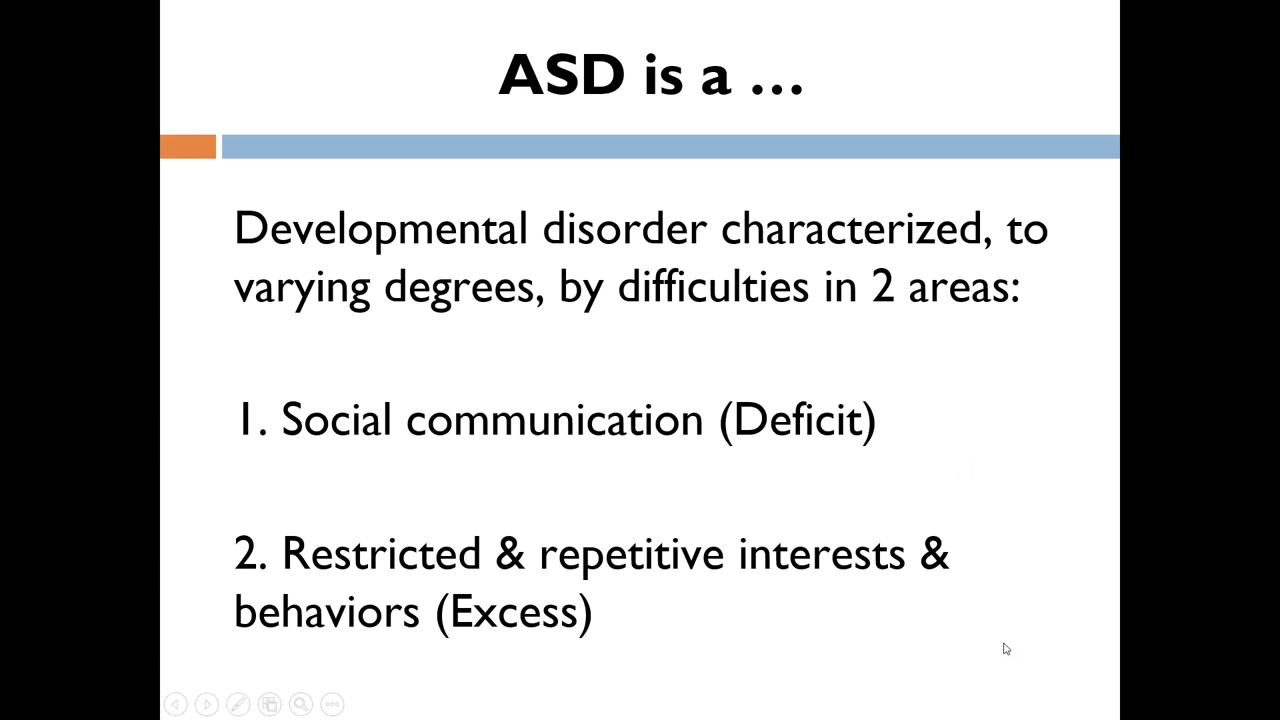 ASD is a …
Developmental disorder characterized, to
varying degrees, by difficulties in 2 areas:
1. Social communication (Deficit)
2. Restricted & repetitive interests &
behaviors (Excess)